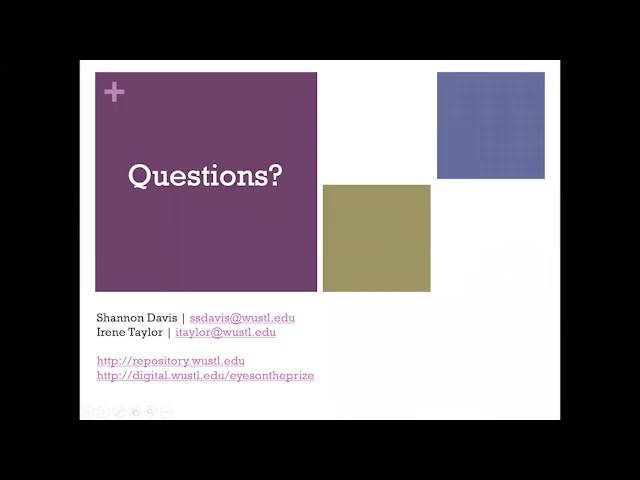 +
Questions?
Shannon Davis | ssdavis@wustl.edu
Irene Taylor | itaylor@wustl.edu
http://repository.wustl.edu
http://digital.wustl.edu/eyesontheprize